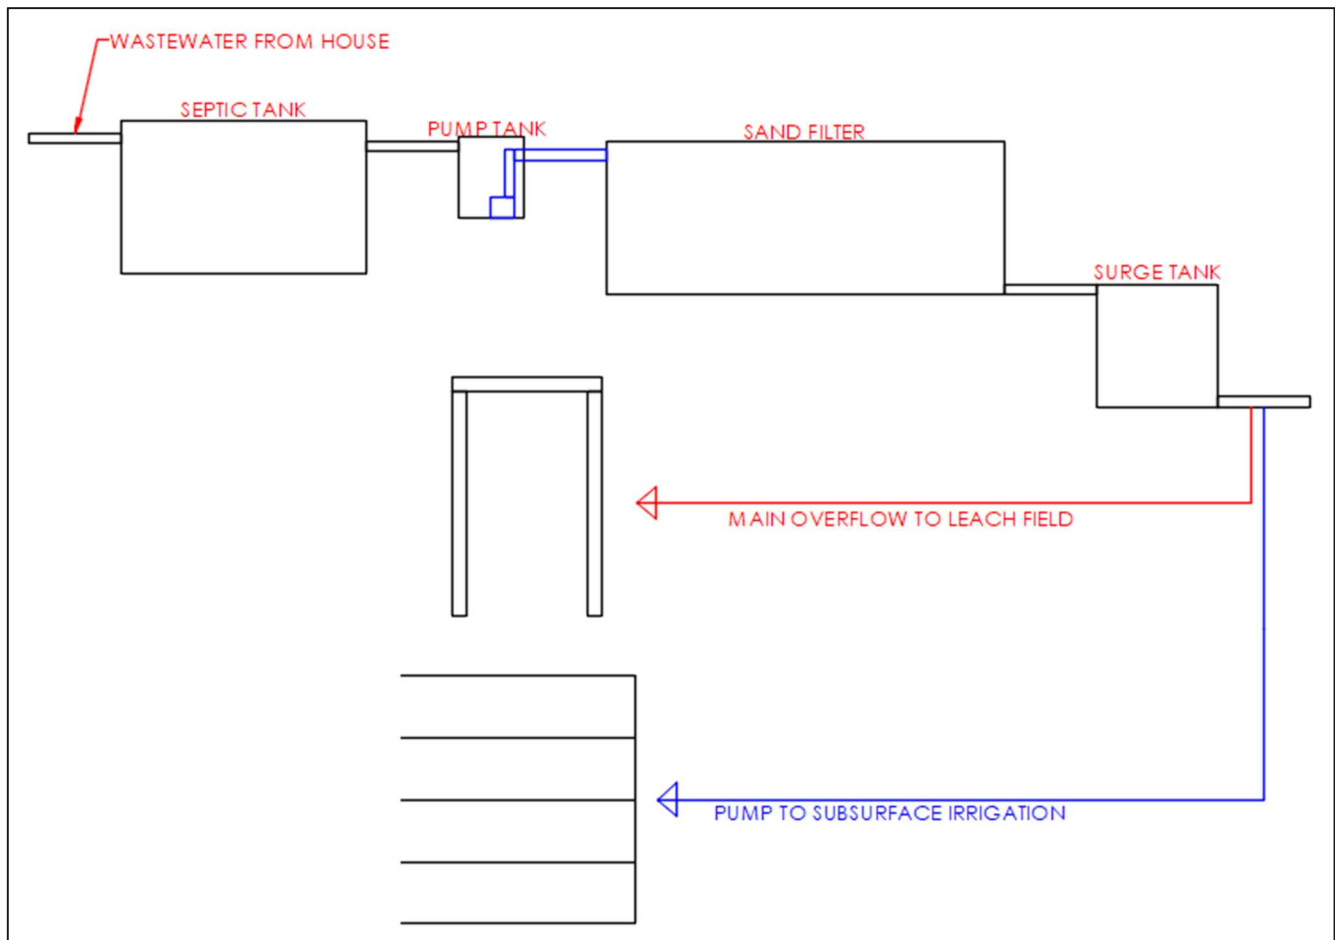 WASTEWATER FROM HOUSE
SEPTIC TANK
PUMP TANK
SAND FILTER
SURGE TANK
MAIN OVERFLOW TO LEACH FIELD
PUMP TO SUBSURFACE IRRIGATION